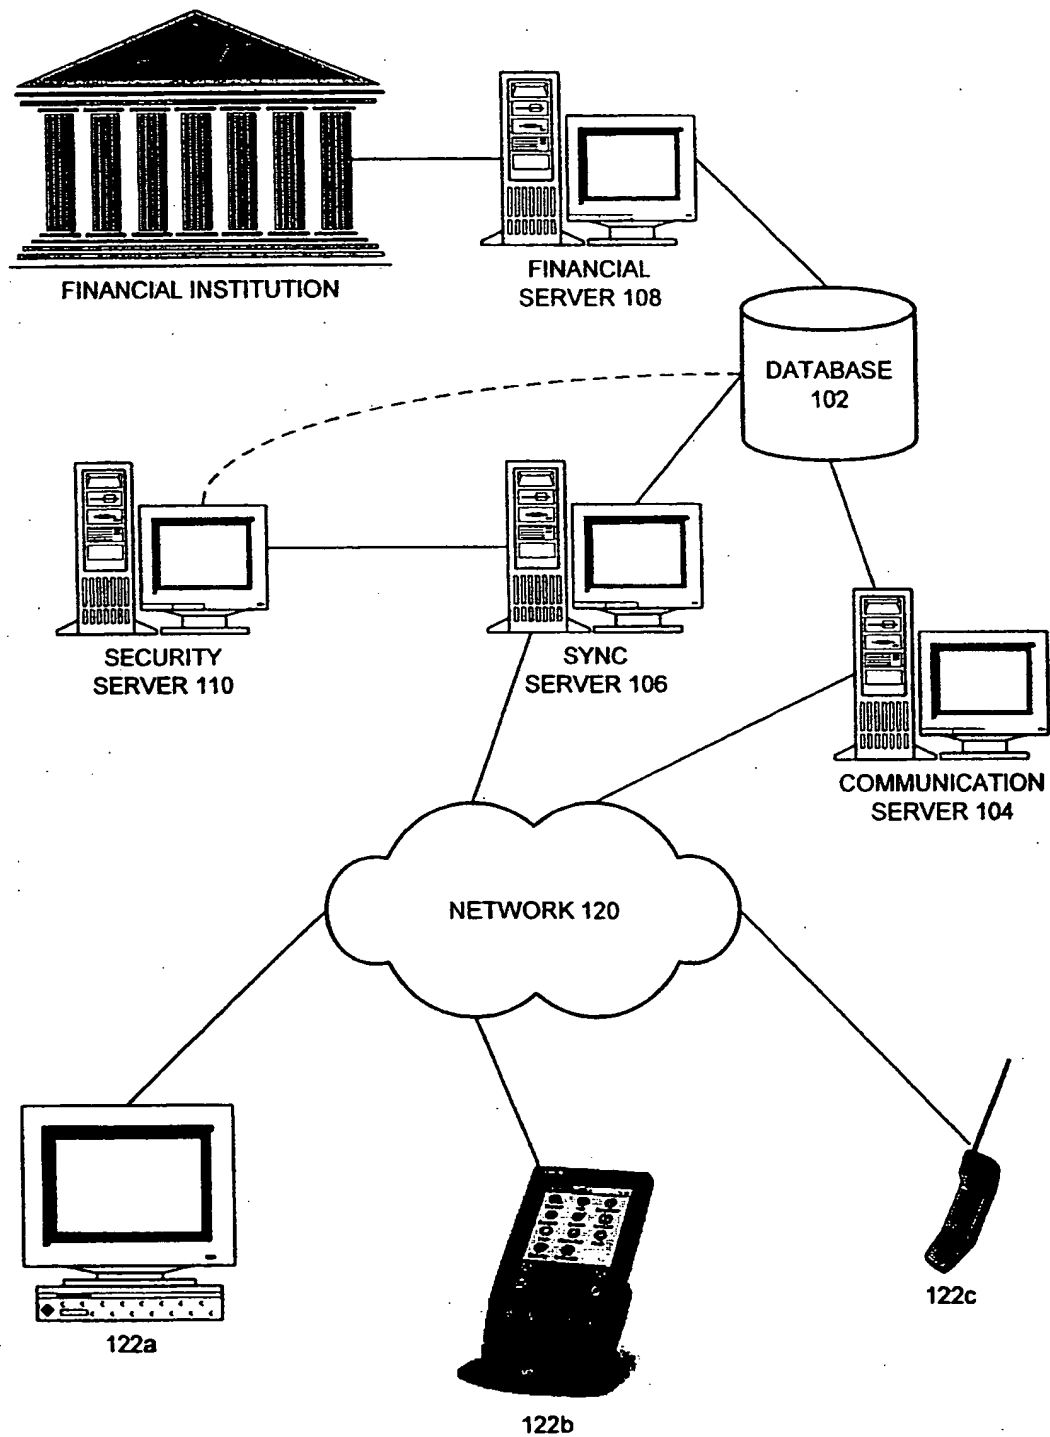 FINANCIAL INSTITUTION
FINANCIAL
SERVER 108
DATABASE
102
SECURITY
SERVER 110
SYNC
SERVER 106
COMMUNICATION
SERVER 104
NETWORK 120
122a
122b
122c